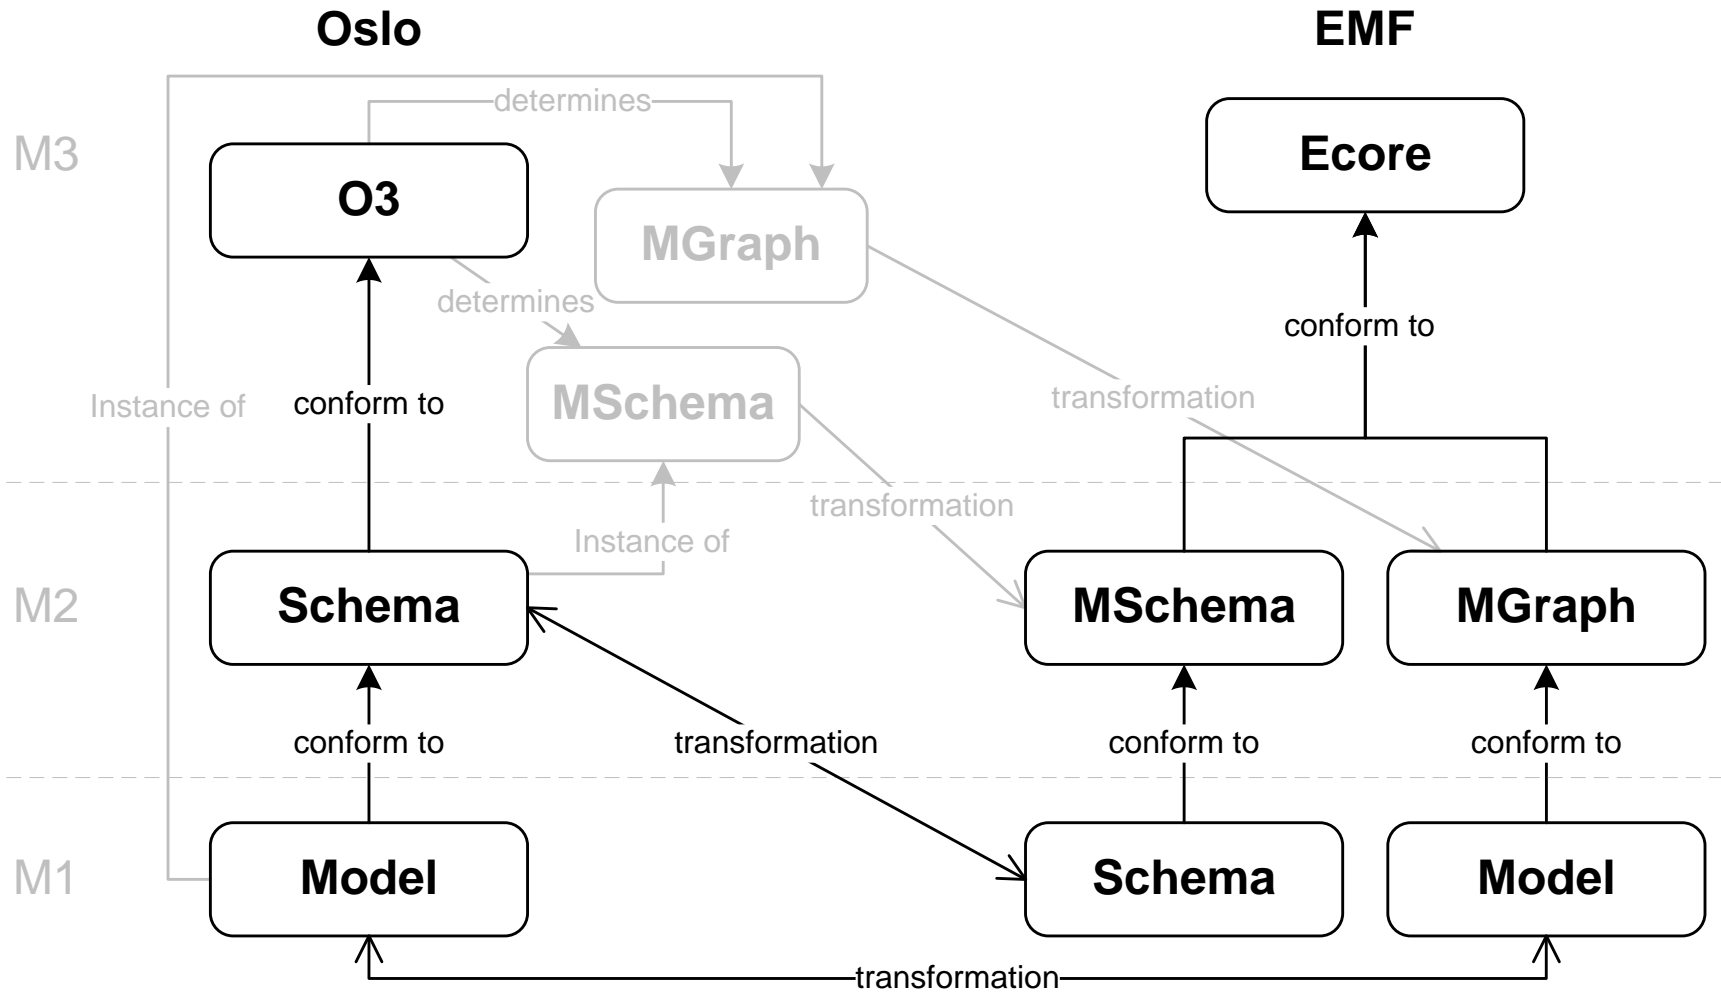 Oslo
EMF
determines
M3
Ecore
O3
MGraph
determines
conform to
MSchema
transformation
Instance of
conform to
transformation
Instance of
M2
Schema
MSchema
MGraph
conform to
transformation
conform to
conform to
M1
Model
Schema
Model
transformation